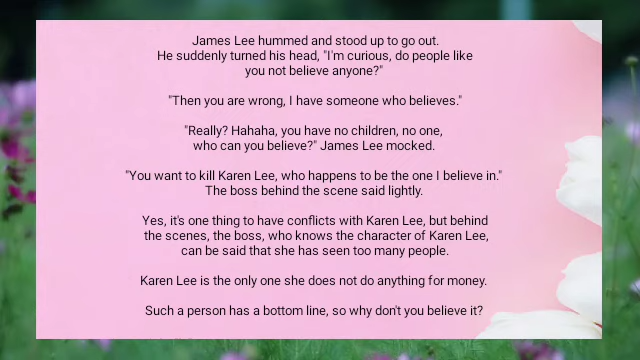 James Lee hummed and stood up to go out.
He suddenly turned his head, "I'm curious, do people like
you not believe anyone?"
"Then you are wrong, I have someone who believes."
"Really? Hahaha, you have no children, no one,
who can you believe?" James Lee mocked.
"You want to kill Karen Lee, who happens to be the one I believe in."
The boss behind the scene said lightly.
Yes, it's one thing to have conflicts with Karen Lee, but behind
the scenes, the boss, who knows the character of Karen Lee,
can be said that she has seen too many people.
Karen Lee is the only one she does not do anything for money.
Such a person has a bottom line, so why don't you believe it?